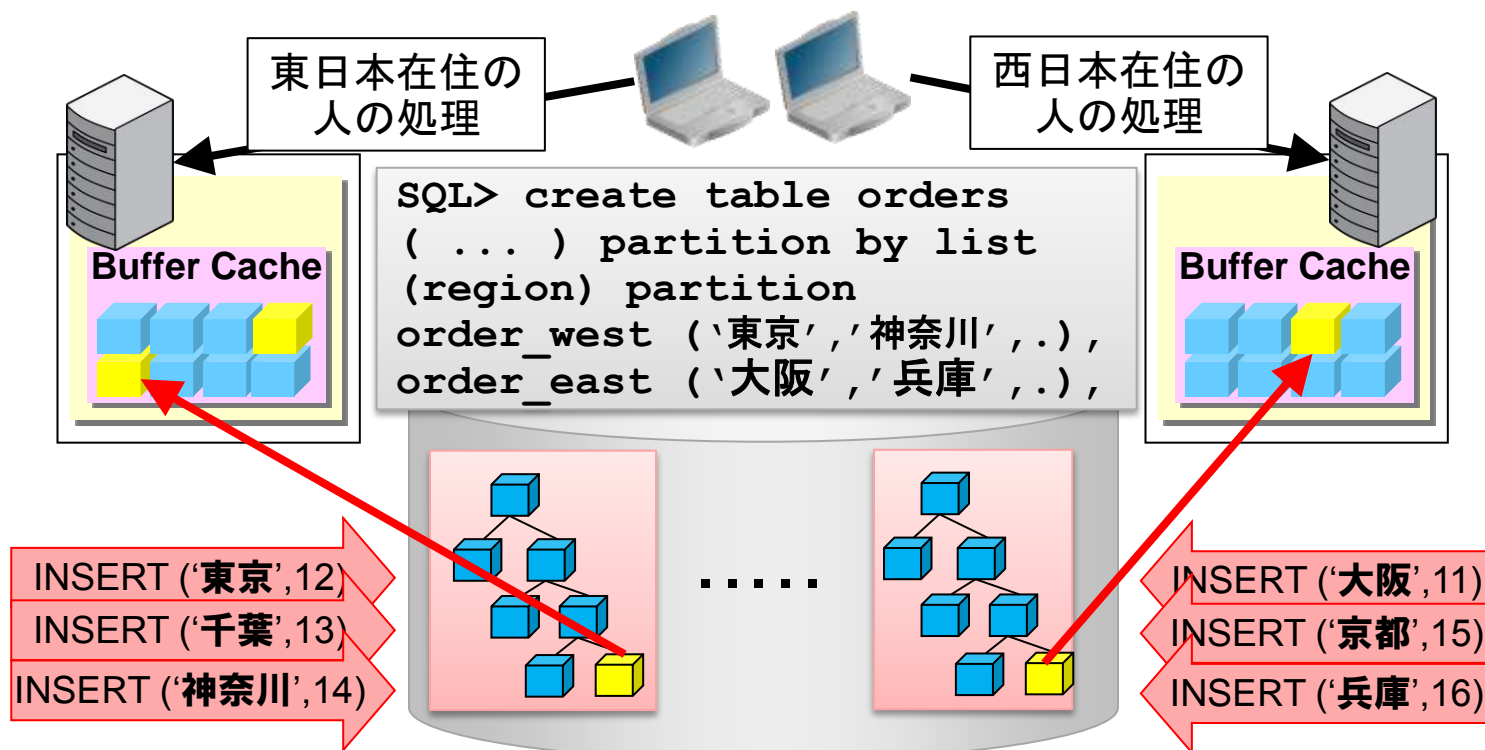 東日本在住の
人の処理
西日本在住の
人の処理
Buffer Cache
SQL> create table orders
( ... ) partition by list
(region) partition
order_west (‵東京′,′神奈川′,.),
order_east (‵大阪′,′兵庫′,.),
Buffer Cache
INSERT (‘東京’,12)
INSERT (‘千葉’,13)
INSERT (‘神奈川’,14)
.....
INSERT (‘大阪’,11)
INSERT (‘京都’,15)
INSERT (‘兵庫’,16)